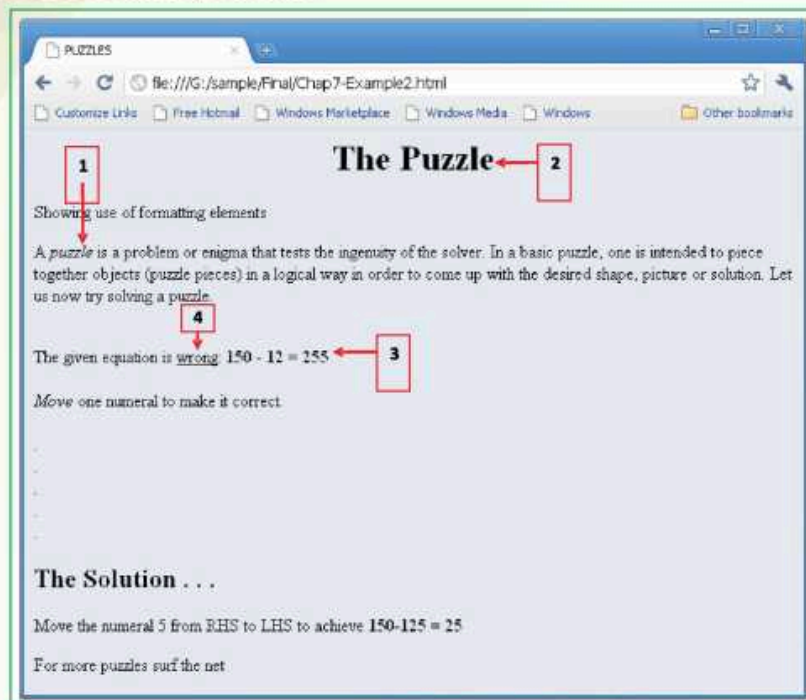 PUZZLES
file:///G:/sample/Final/Chap7-Example2.html
Customize Links Free Hotmail Windows Marketplace Windows Media Windows Other bookmarks
1
The Puzzle
2
Showing use of formatting elements
A puzzle is a problem or enigma that tests the ingenuity of the solver. In a basic puzzle, one is intended to piece
together objects (puzzle pieces) in a logical way in order to come up with the desired shape, picture or solution. Let
us now try solving a puzzle.
4
The given equation is wrong: 150 - 12 = 255
3
Move one numeral to make it correct
.
.
.
.
.
The Solution . . .
Move the numeral 5 from RHS to LHS to achieve 150-125 = 25
For more puzzles surf the net